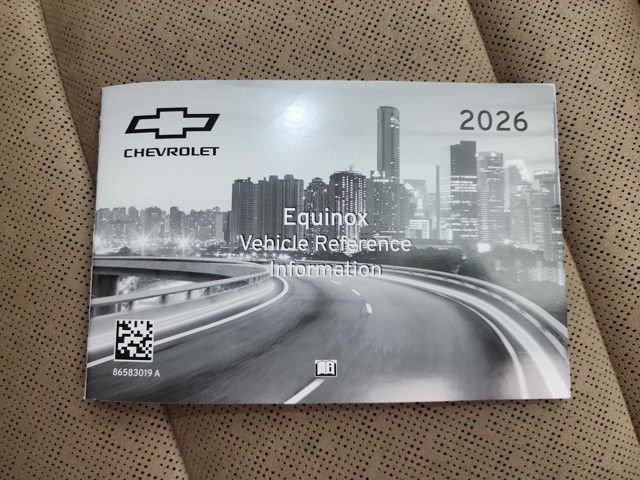 CHEVROLET
2026
Equinox
Vehicle Reference
Information
86583019 A